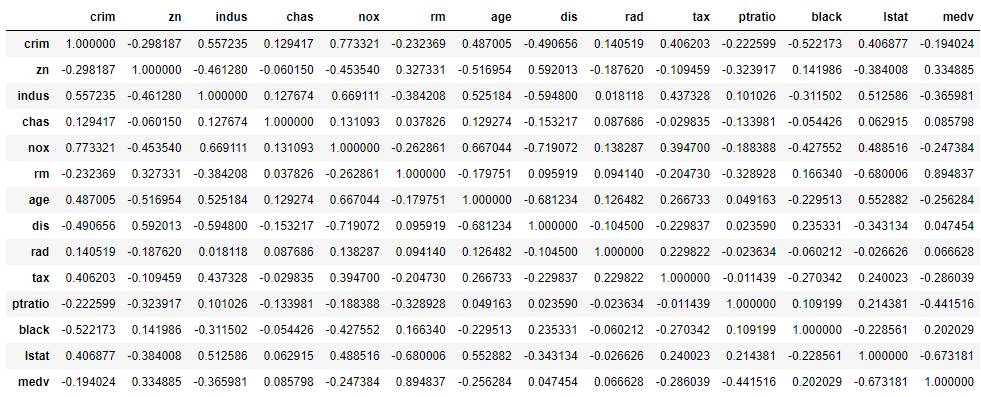 crim zn indus chas nox rm age dis rad tax ptratio black lstat medv
crim 1.000000 -0.298187 0.557235 0.129417 0.773321 -0.232369 0.487005 -0.490656 0.140519 0.406203 -0.222599 -0.522173 0.406877 -0.194024
zn -0.298187 1.000000 -0.461280 -0.060150 -0.453540 0.327331 -0.516954 0.592013 -0.187620 -0.109459 -0.323917 0.141986 -0.384008 0.334885
indus 0.557235 -0.461280 1.000000 0.127674 0.669111 -0.384208 0.525184 -0.594800 0.018118 0.437328 0.101026 -0.311502 0.512586 -0.365981
chas 0.129417 -0.060150 0.127674 1.000000 0.131093 0.037826 0.129274 -0.153217 0.087686 -0.029835 -0.133981 -0.054426 0.062915 0.085798
nox 0.773321 -0.453540 0.669111 0.131093 1.000000 -0.262861 0.667044 -0.719072 0.138287 0.394700 -0.188388 -0.427552 0.488516 -0.247384
rm -0.232369 0.327331 -0.384208 0.037826 -0.262861 1.000000 -0.179751 0.095919 0.094140 -0.204730 -0.328928 0.166340 -0.680006 0.894837
age 0.487005 -0.516954 0.525184 0.129274 0.667044 -0.179751 1.000000 -0.681234 0.126482 0.266733 0.049163 -0.229513 0.552882 -0.256284
dis -0.490656 0.592013 -0.594800 -0.153217 -0.719072 0.095919 -0.681234 1.000000 -0.104500 -0.229837 0.023590 0.235331 -0.343134 0.047454
rad 0.140519 -0.187620 0.018118 0.087686 0.138287 0.094140 0.126482 -0.104500 1.000000 0.229822 -0.023634 -0.060212 -0.026626 0.066628
tax 0.406203 -0.109459 0.437328 -0.029835 0.394700 -0.204730 0.266733 -0.229837 0.229822 1.000000 -0.011439 -0.270342 0.240023 -0.286039
ptratio -0.222599 -0.323917 0.101026 -0.133981 -0.188388 -0.328928 0.049163 0.023590 -0.023634 -0.011439 1.000000 0.109199 0.214381 -0.441516
black -0.522173 0.141986 -0.311502 -0.054426 -0.427552 0.166340 -0.229513 0.235331 -0.060212 -0.270342 0.109199 1.000000 -0.228561 0.202029
lstat 0.406877 -0.384008 0.512586 0.062915 0.488516 -0.680006 0.552882 -0.343134 -0.026626 0.240023 0.214381 -0.228561 1.000000 -0.673181
medv -0.194024 0.334885 -0.365981 0.085798 -0.247384 0.894837 -0.256284 0.047454 0.066628 -0.286039 -0.441516 0.202029 -0.673181 1.000000